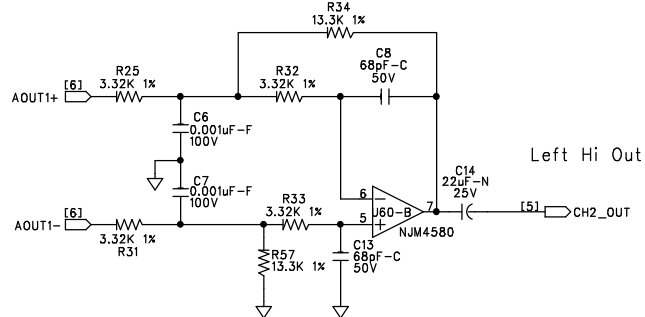 R34
13.3K 1%
C8
68pF-C
50V
R25
3.32K 1%
R32
3.32K 1%
[6]
AOUT1+
C6
0.001uF-F
100V
Left Hi Out
C7
0.001uF-F
100V
C14
22uF-N
25V
[6]
AOUT1-
R33
3.32K 1%
6
5
7
U60-B
NJM4580
[5]
CH2_OUT
3.32K 1%
R31
R57
13.3K 1%
C13
68pF-C
50V